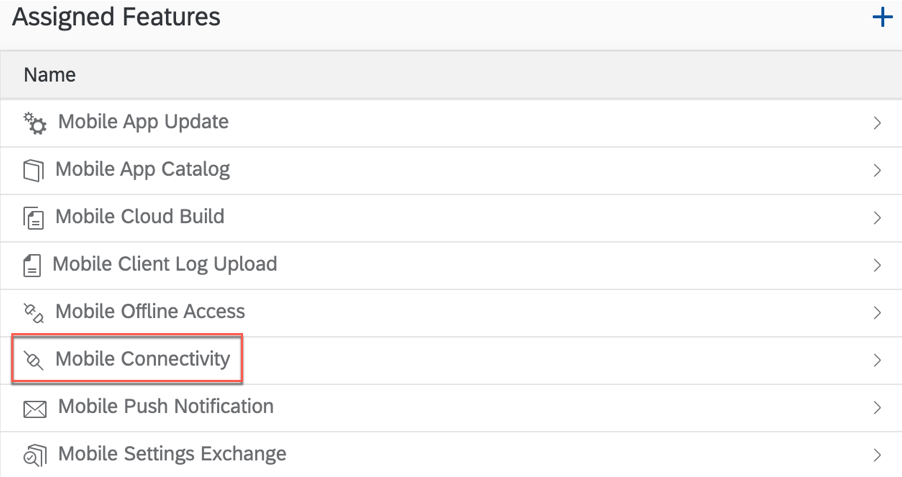 Assigned Features
Name
Mobile App Update
Mobile App Catalog
Mobile Cloud Build
Mobile Client Log Upload
Mobile Offline Access
Mobile Connectivity
Mobile Push Notification
Mobile Settings Exchange